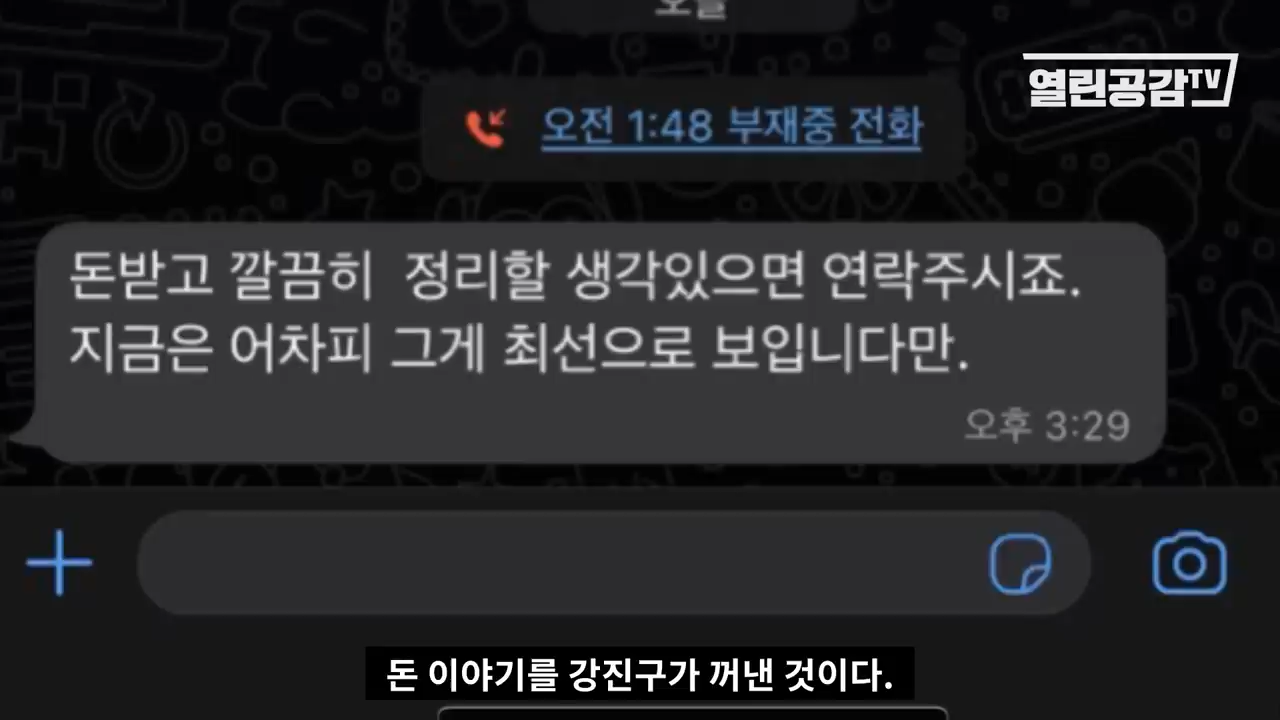 오늘
열린공감TV
오전 1:48 부재중 전화
돈받고 깔끔히  정리할 생각있으면 연락주시죠.
지금은 어차피 그게 최선으로 보입니다만.
오후 3:29
돈 이야기를 강진구가 꺼낸 것이다.